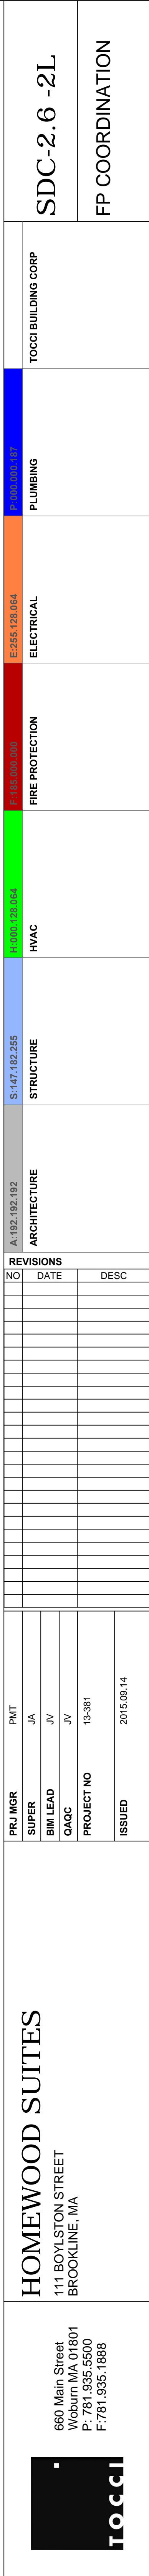 SDC-2.6 -2L
FP COORDINATION
TOCCI BUILDING CORP
P:000.000.187
PLUMBING
E:255.128.064
ELECTRICAL
F:185.000.000
FIRE PROTECTION
H:000.128.064
HVAC
S:147.182.255
STRUCTURE
A:192.192.192
ARCHITECTURE
REVISIONS
NO DATE DESC
PRJ MGR PMT
SUPER JA
BIM LEAD JV
QAQC JV
PROJECT NO 13-381
ISSUED 2015.09.14
HOMEWOOD SUITES
111 BOYLSTON STREET
BROOKLINE, MA
660 Main Street
Woburn MA 01801
P: 781.935.5500
F:781.935.1888
TOCCI